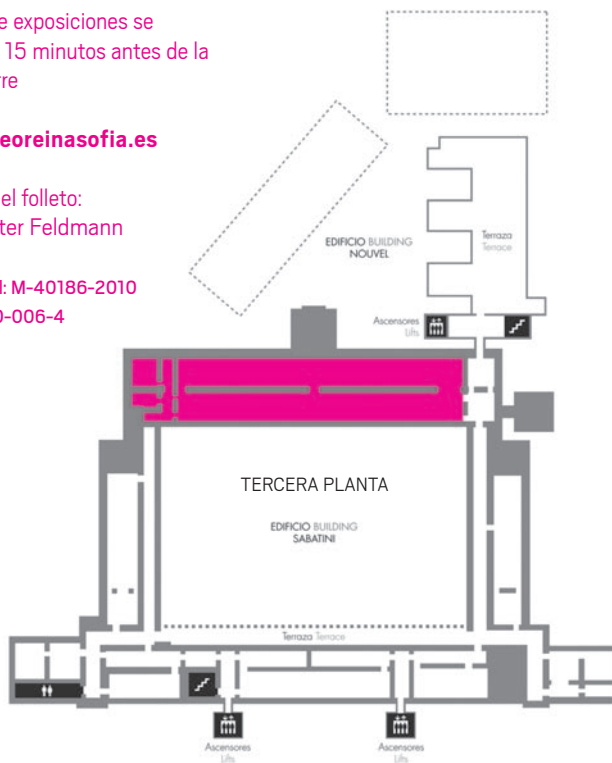 e exposiciones se
15 minutos antes de la
re
eoreinasofia.es
el folleto:
ter Feldmann
l: M-40186-2010
0-006-4
EDIFICIO BUILDING
NOUVEL
Terraza
Terrace
Ascensores
Lifts
TERCERA PLANTA
EDIFICIO BUILDING
SABATINI
Terraza Terrace
Ascensores
Lifts
Ascensores
Lifts